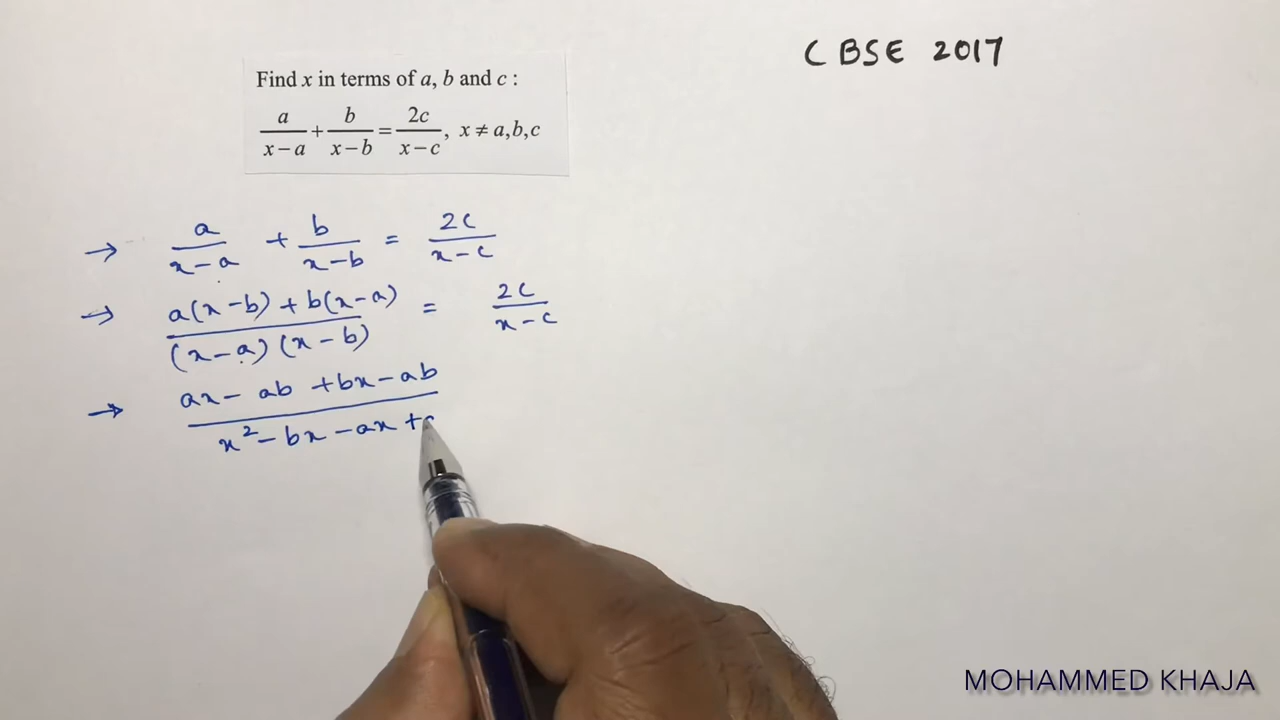 CBSE 2017
Find x in terms of a, b and c :
a/(x−a) + b/(x−b) = 2c/(x−c), x ≠ a,b,c
→ a/(x−a) + b/(x−b) = 2c/(x−c)
→ (a(x−b) + b(x−a))/((x−a)(x−b)) = 2c/(x−c)
→ (ax − ab + bx − ab)/(x² − bx − ax +
MOHAMMED KHAJA